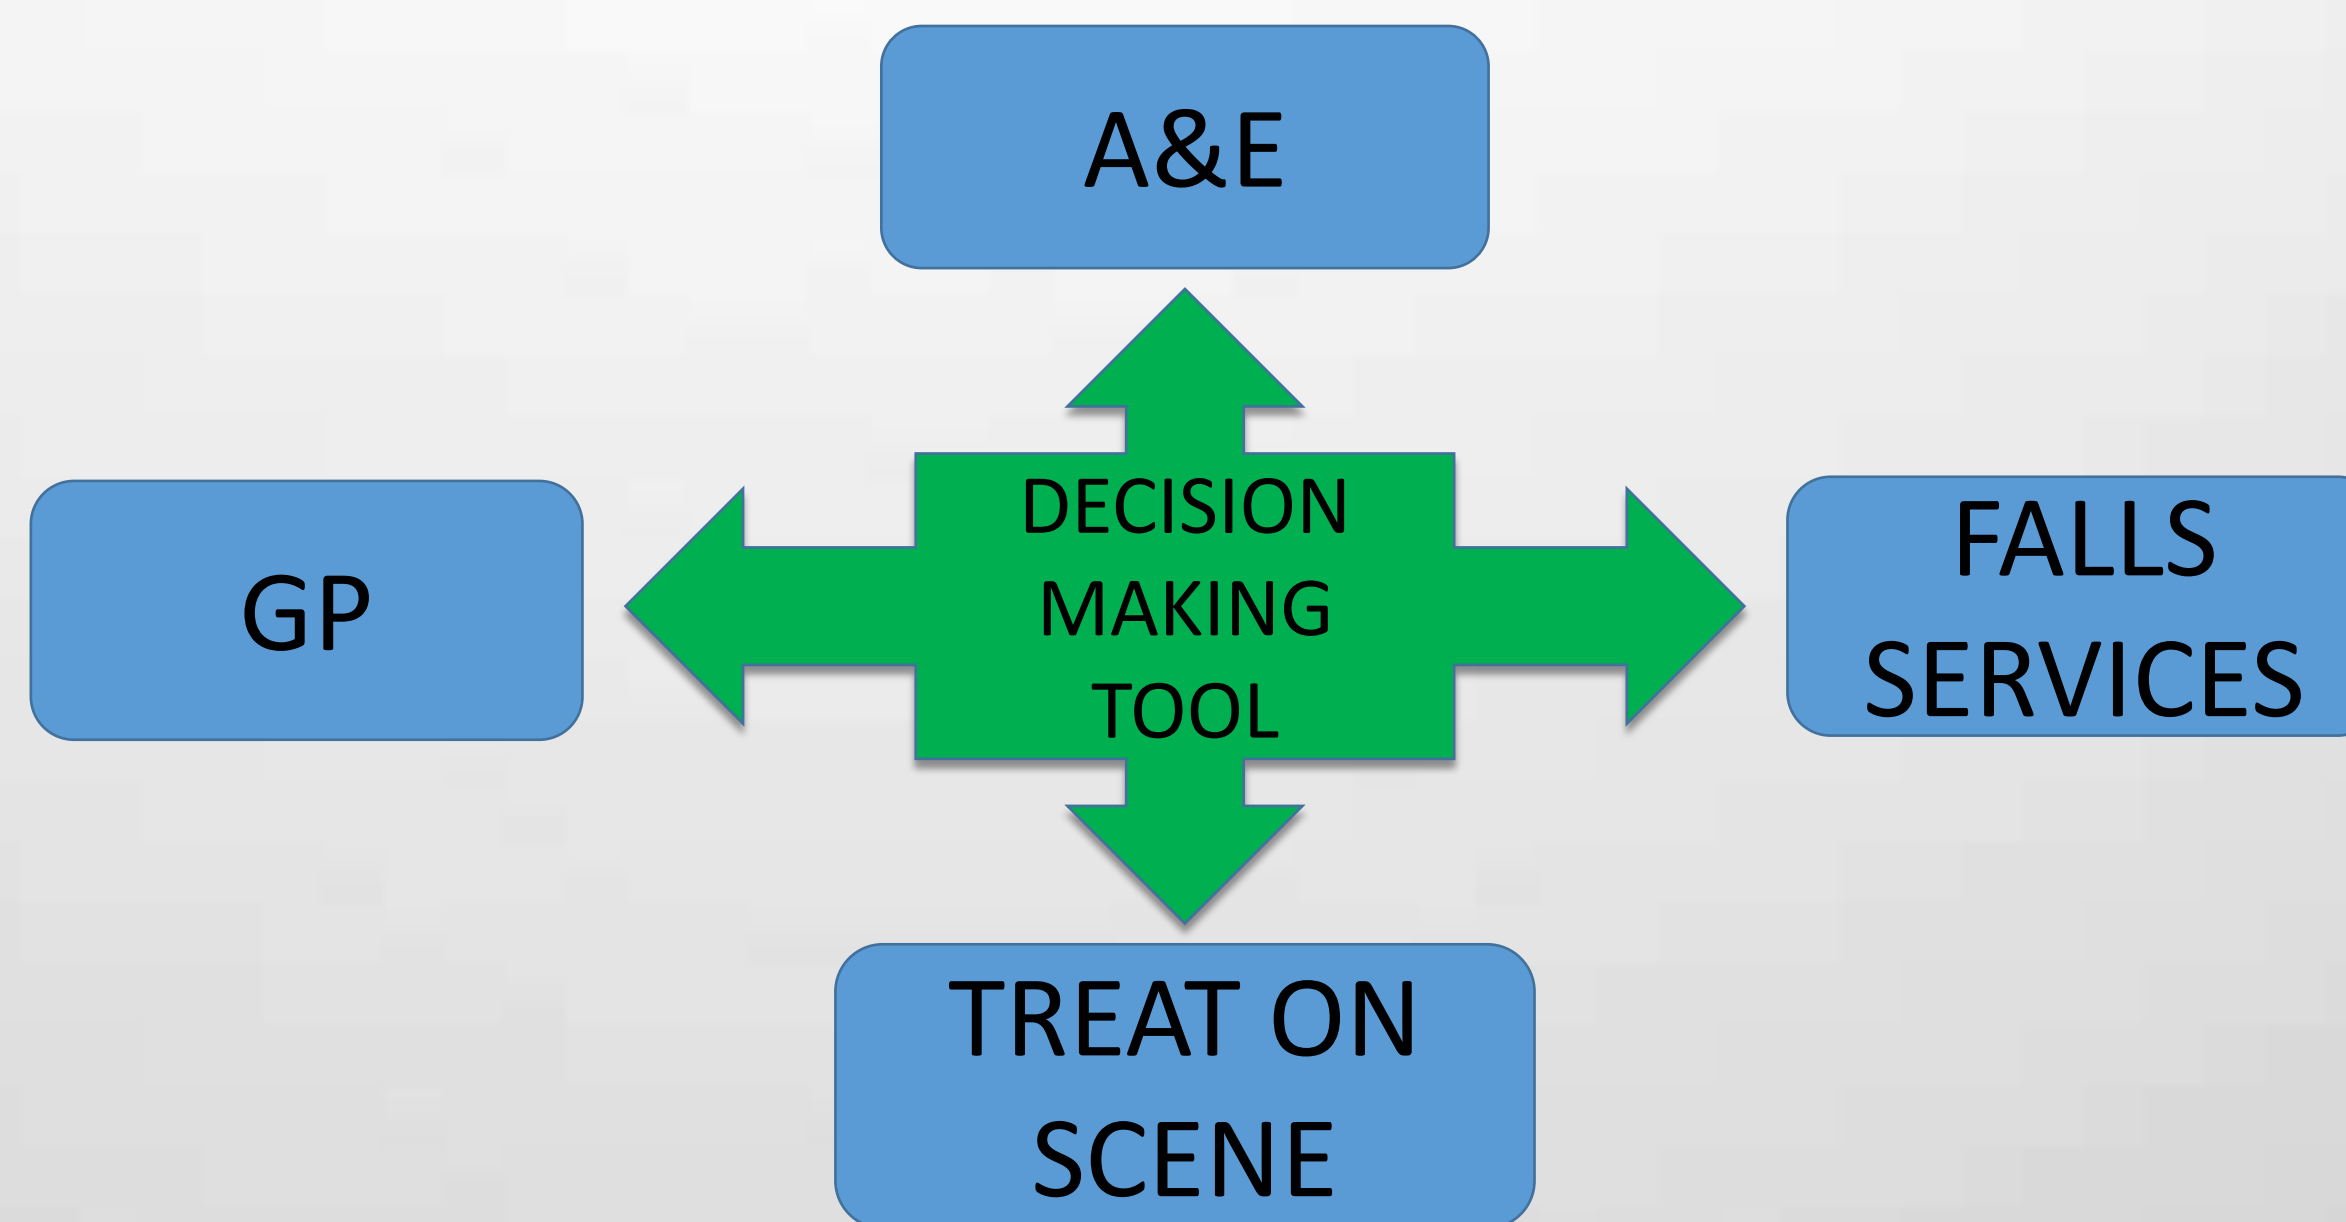 A&E
GP
DECISION
MAKING
TOOL
FALLS
SERVICES
TREAT ON
SCENE